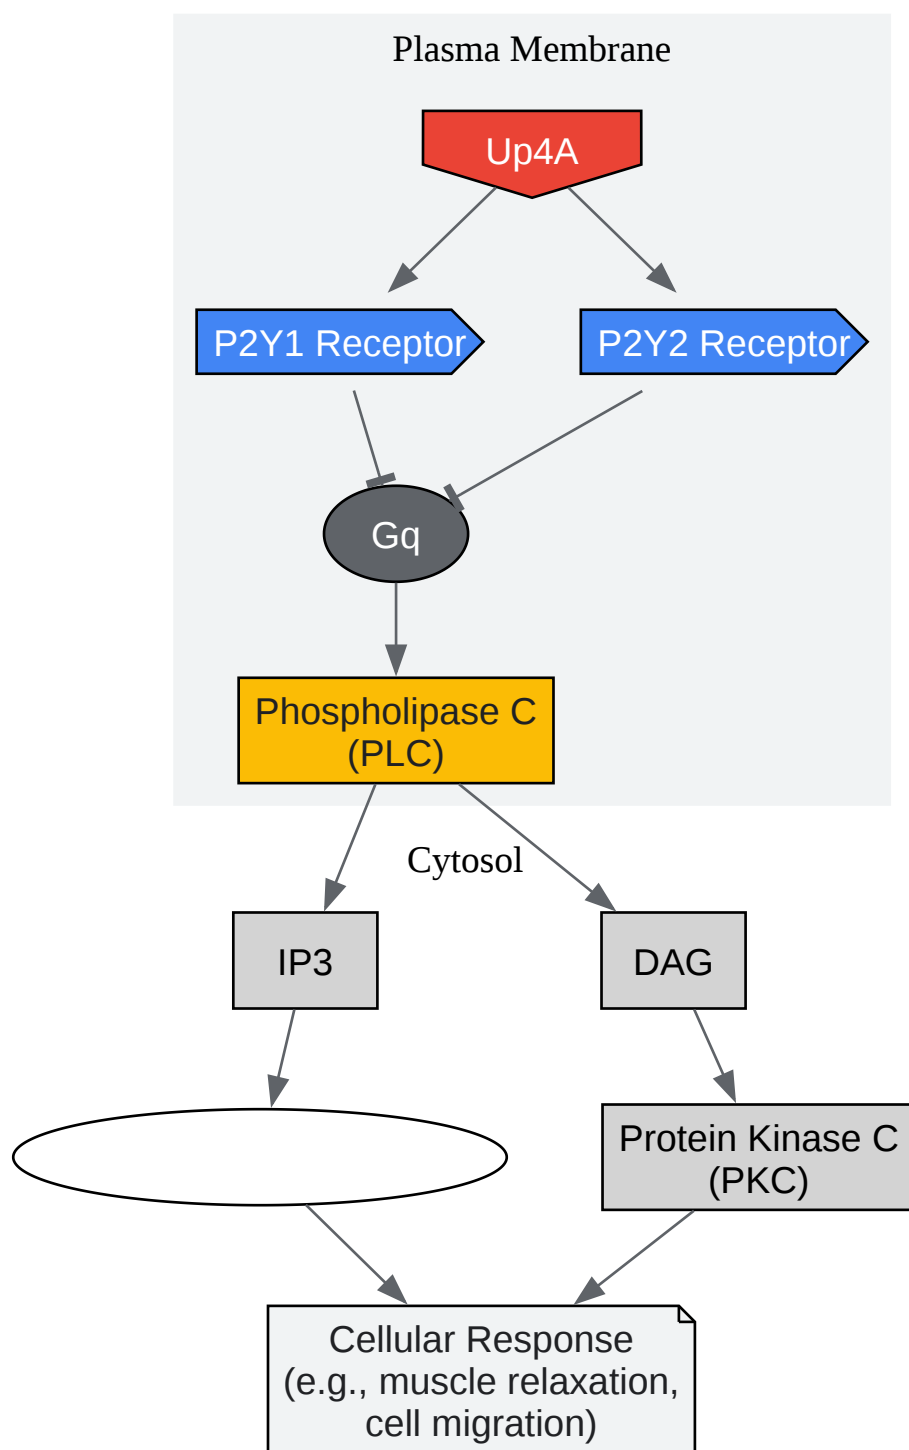 Plasma Membrane
Up4A
P2Y1 Receptor
P2Y2 Receptor
Gq
Phospholipase C
(PLC)
Cytosol
IP3
DAG
Protein Kinase C
(PKC)
Cellular Response
(e.g., muscle relaxation,
cell migration)